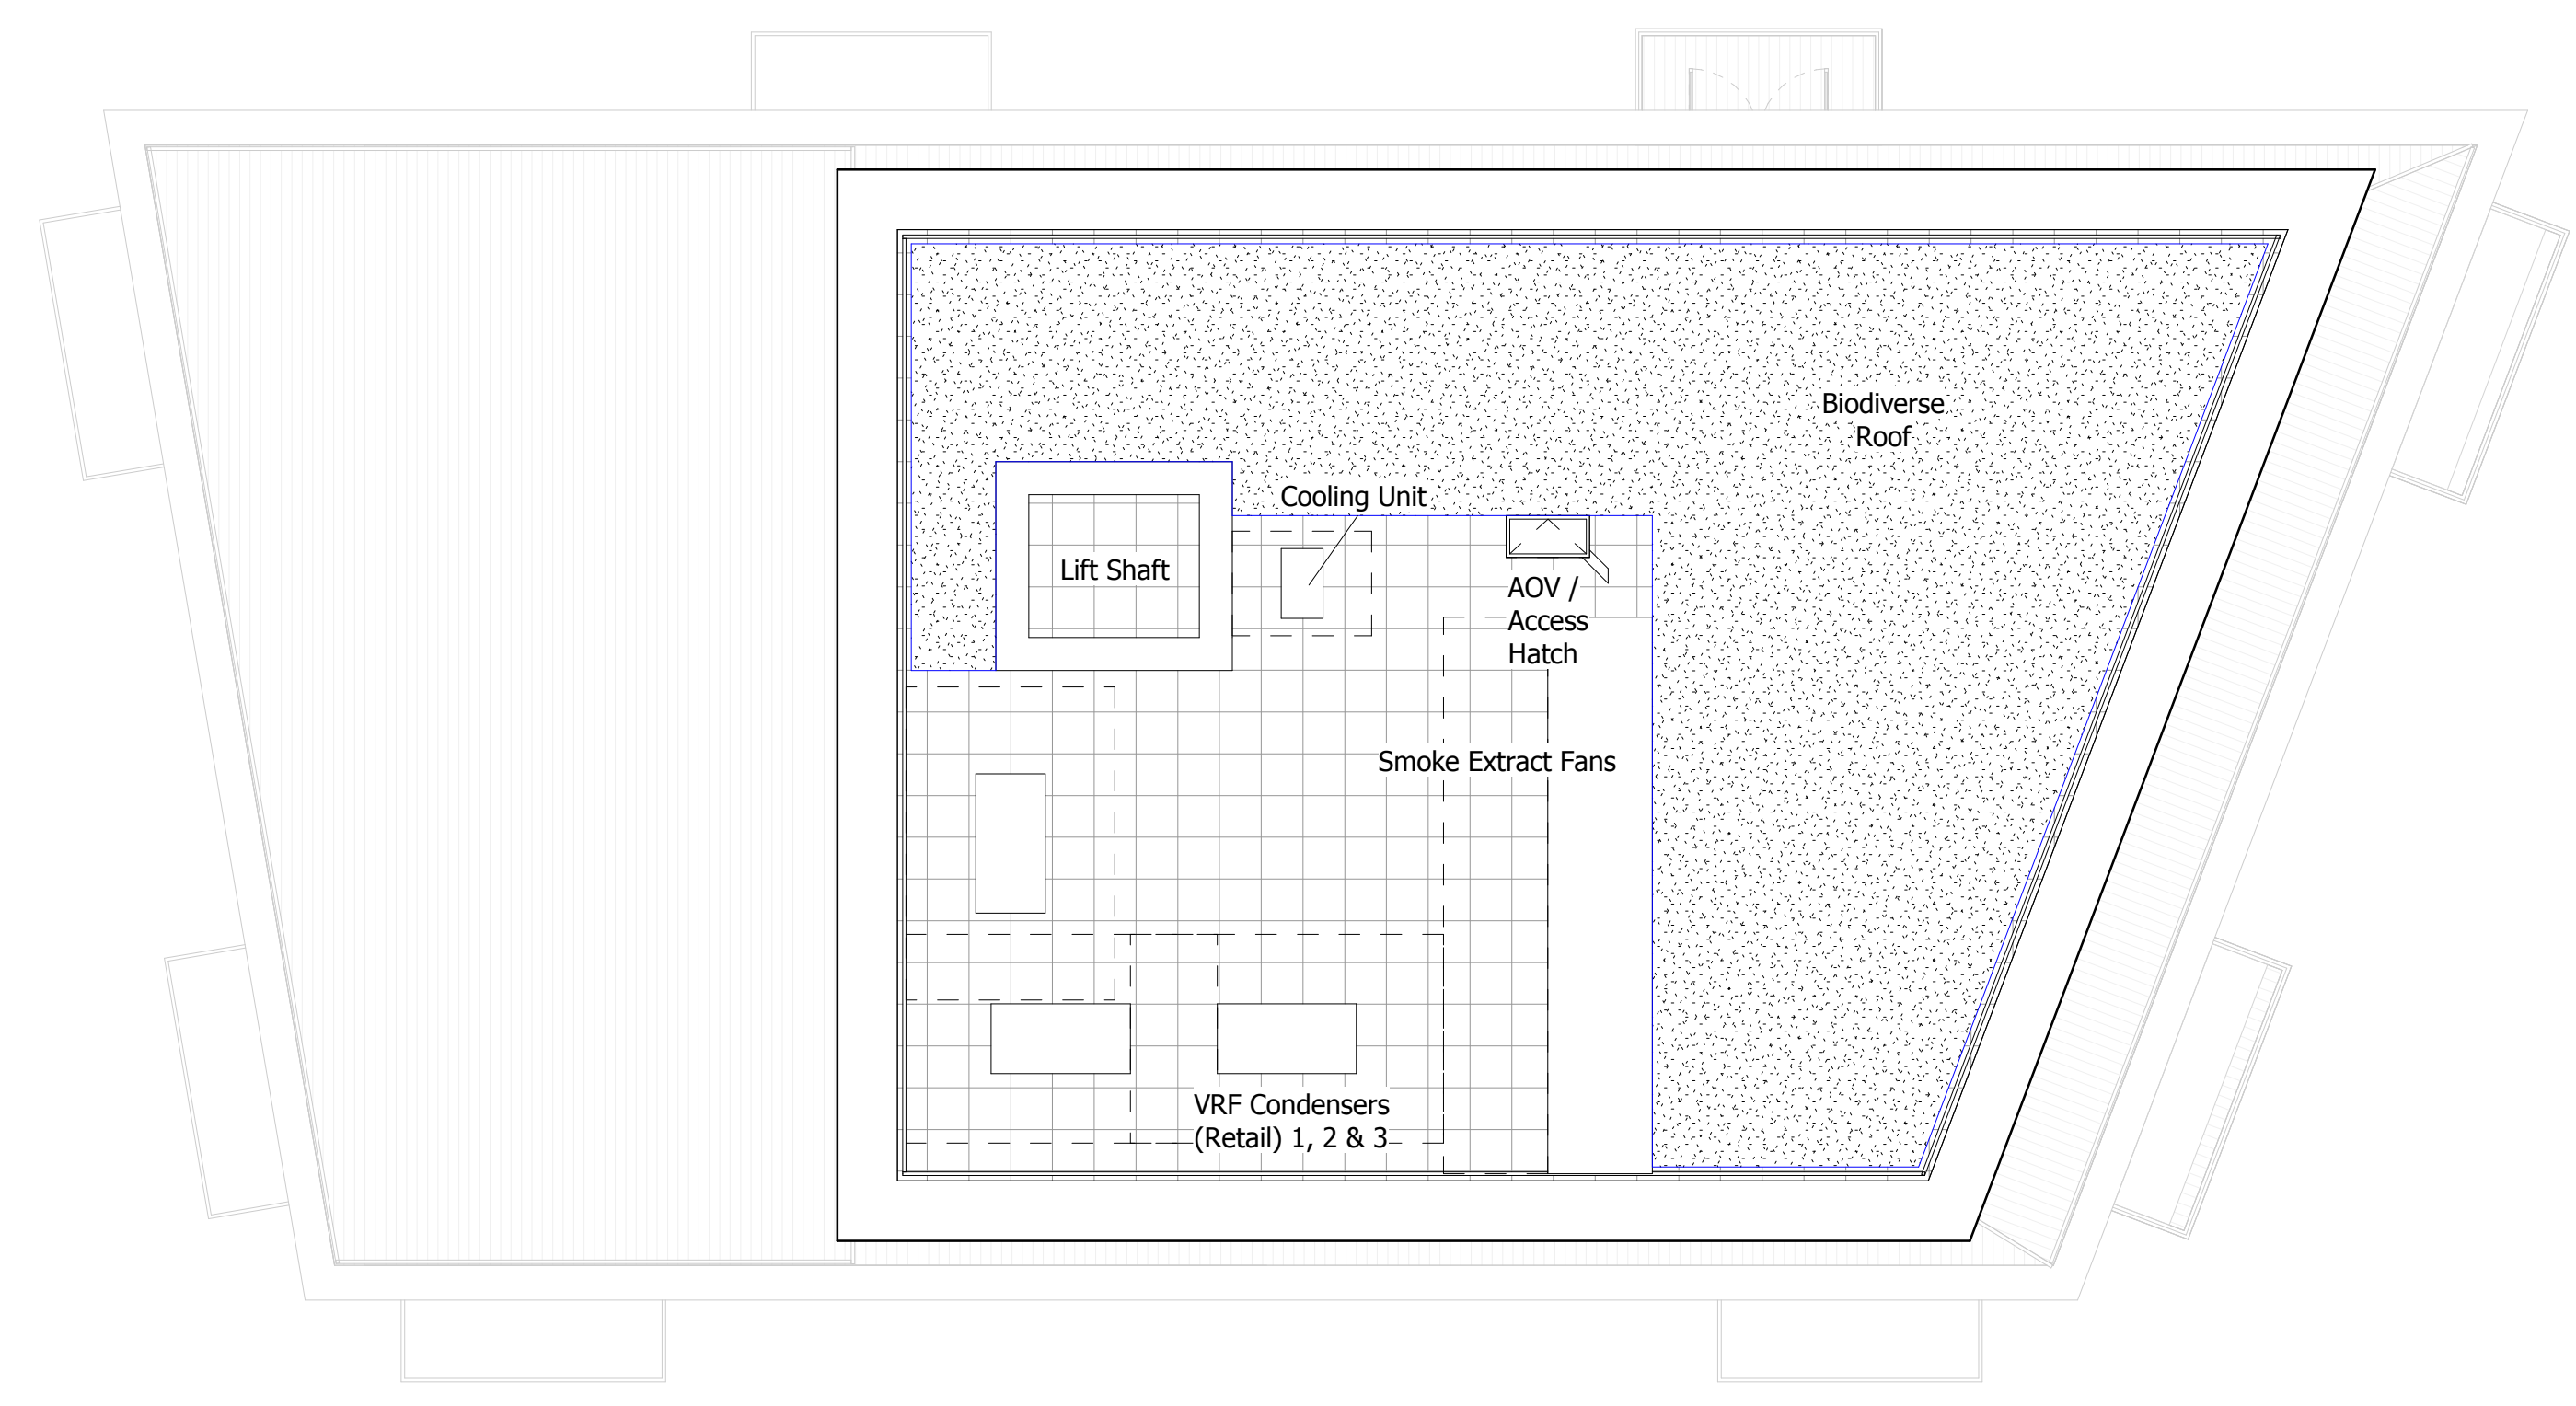 Biodiverse
Roof
Cooling Unit
Lift Shaft
AOV /
Access
Hatch
Smoke Extract Fans
VRF Condensers
(Retail) 1, 2 & 3